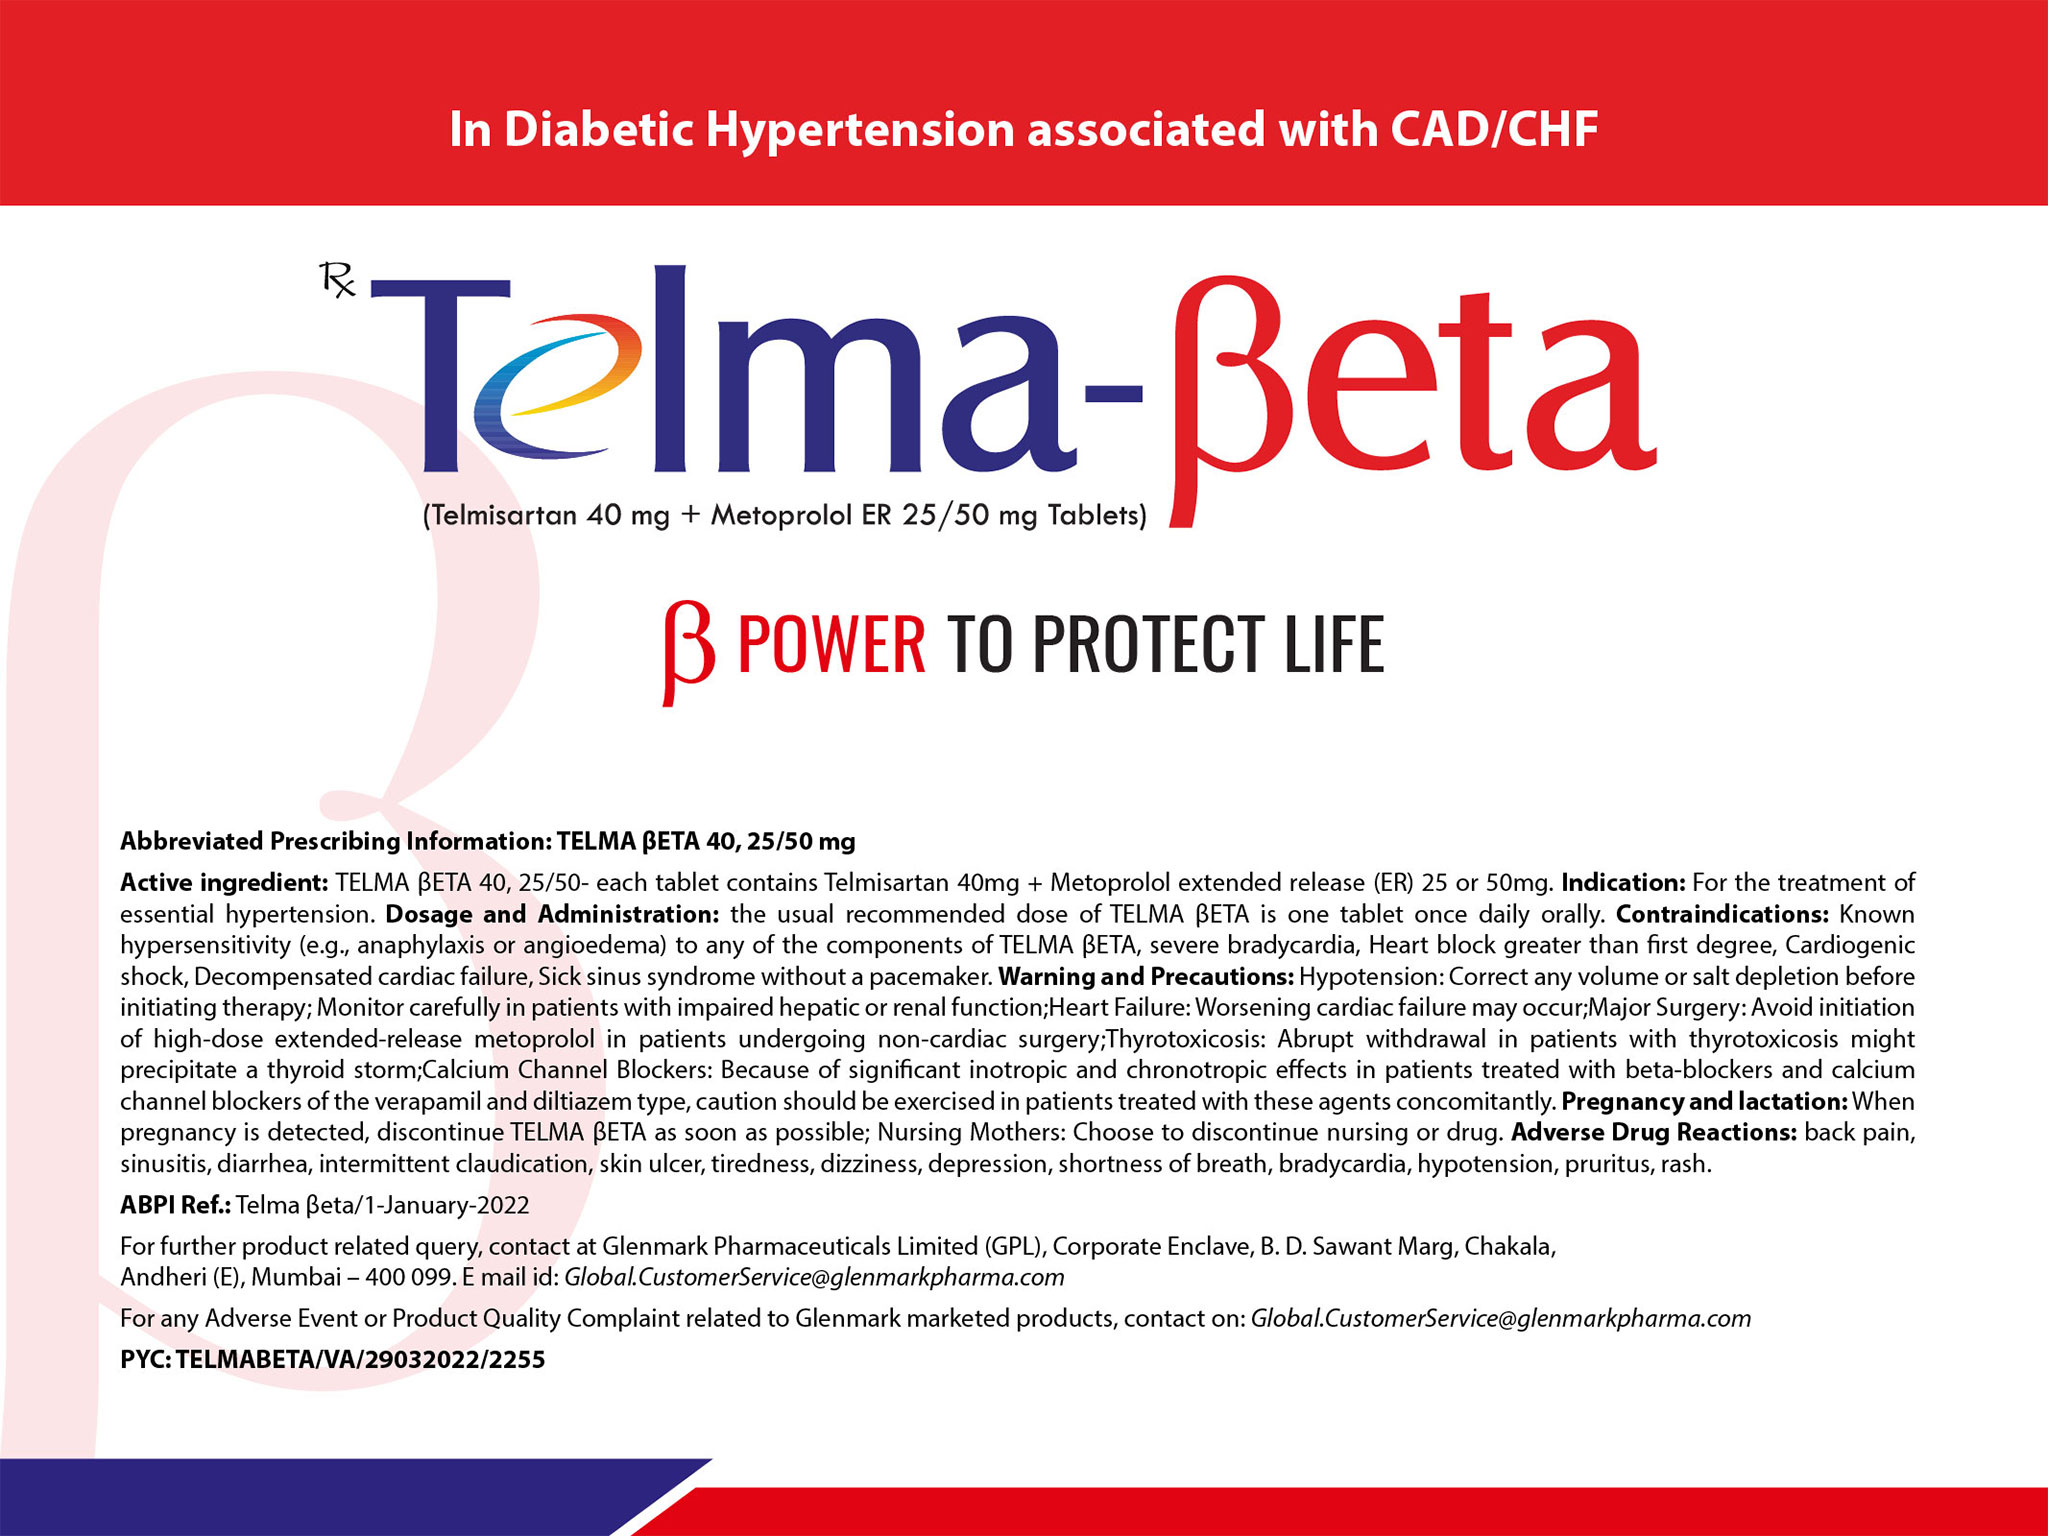 In Diabetic Hypertension associated with CAD/CHF
Rx Telma-βeta
(Telmisartan 40 mg + Metoprolol ER 25/50 mg Tablets)
β POWER TO PROTECT LIFE
Abbreviated Prescribing Information: TELMA βETA 40, 25/50 mg
Active ingredient: TELMA βETA 40, 25/50- each tablet contains Telmisartan 40mg + Metoprolol extended release (ER) 25 or 50mg. Indication: For the treatment of
essential hypertension. Dosage and Administration: the usual recommended dose of TELMA βETA is one tablet once daily orally. Contraindications: Known
hypersensitivity (e.g., anaphylaxis or angioedema) to any of the components of TELMA βETA, severe bradycardia, Heart block greater than first degree, Cardiogenic
shock, Decompensated cardiac failure, Sick sinus syndrome without a pacemaker. Warning and Precautions: Hypotension: Correct any volume or salt depletion before
initiating therapy; Monitor carefully in patients with impaired hepatic or renal function;Heart Failure: Worsening cardiac failure may occur;Major Surgery: Avoid initiation
of high-dose extended-release metoprolol in patients undergoing non-cardiac surgery;Thyrotoxicosis: Abrupt withdrawal in patients with thyrotoxicosis might
precipitate a thyroid storm;Calcium Channel Blockers: Because of significant inotropic and chronotropic effects in patients treated with beta-blockers and calcium
channel blockers of the verapamil and diltiazem type, caution should be exercised in patients treated with these agents concomitantly. Pregnancy and lactation: When
pregnancy is detected, discontinue TELMA βETA as soon as possible; Nursing Mothers: Choose to discontinue nursing or drug. Adverse Drug Reactions: back pain,
sinusitis, diarrhea, intermittent claudication, skin ulcer, tiredness, dizziness, depression, shortness of breath, bradycardia, hypotension, pruritus, rash.
ABPI Ref.: Telma βeta/1-January-2022
For further product related query, contact at Glenmark Pharmaceuticals Limited (GPL), Corporate Enclave, B. D. Sawant Marg, Chakala,
Andheri (E), Mumbai – 400 099. E mail id: Global.CustomerService@glenmarkpharma.com
For any Adverse Event or Product Quality Complaint related to Glenmark marketed products, contact on: Global.CustomerService@glenmarkpharma.com
PYC: TELMABETA/VA/29032022/2255